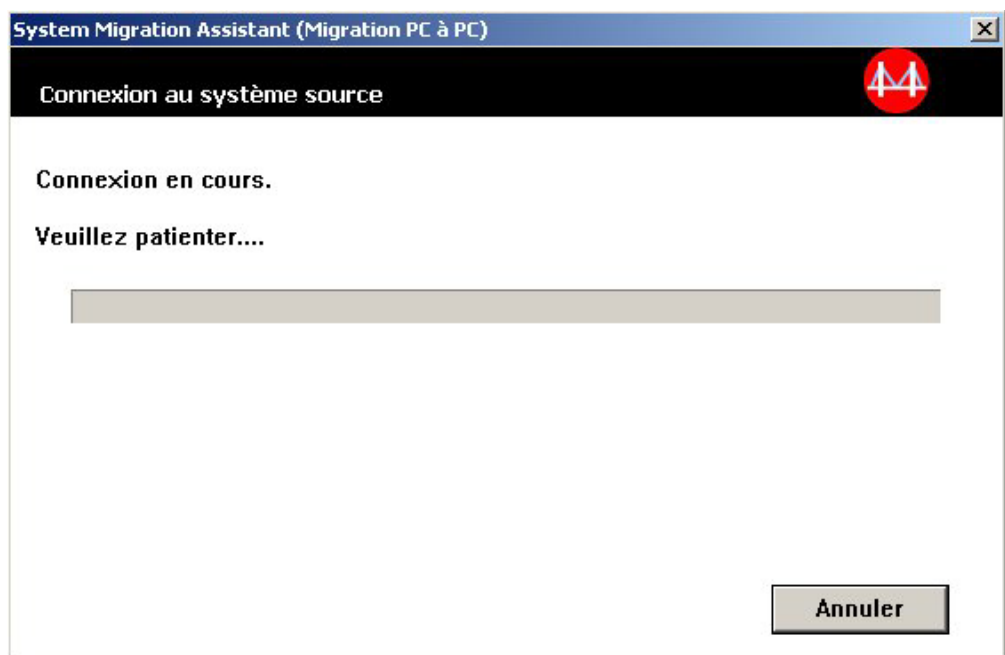 System Migration Assistant (Migration PC à PC)
Connexion au système source
Connexion en cours.
Veuillez patienter....
Annuler